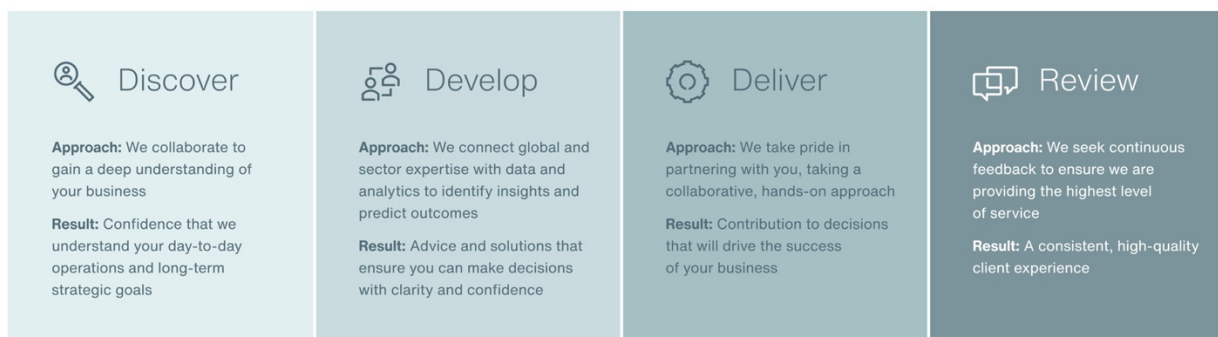 Discover
Approach: We collaborate to
gain a deep understanding of
your business
Result: Confidence that we
understand your day-to-day
operations and long-term
strategic goals
Develop
Approach: We connect global and
sector expertise with data and
analytics to identify insights and
predict outcomes
Result: Advice and solutions that
ensure you can make decisions
with clarity and confidence
Deliver
Approach: We take pride in
partnering with you, taking a
collaborative, hands-on approach
Result: Contribution to decisions
that will drive the success
of your business
Review
Approach: We seek continuous
feedback to ensure we are
providing the highest level
of service
Result: A consistent, high-quality
client experience